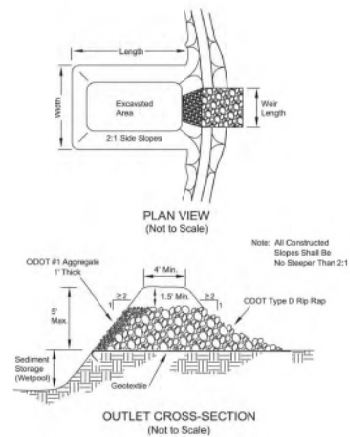 Length
Width
Excavated
Area
2:1 Side Slopes
Weir
Length
PLAN VIEW
(Not to Scale)
Note: All Constructed
Slopes Shall Be
No Steeper Than 2:1
ODOT #1 Aggregate
1' Thick
4' Min.
≥2
1
1.5' Min.
≥2
1
ODOT Type D Rip Rap
5'
Max.
Sediment
Storage
(Wetpool)
Geotextile
OUTLET CROSS-SECTION
(Not to Scale)